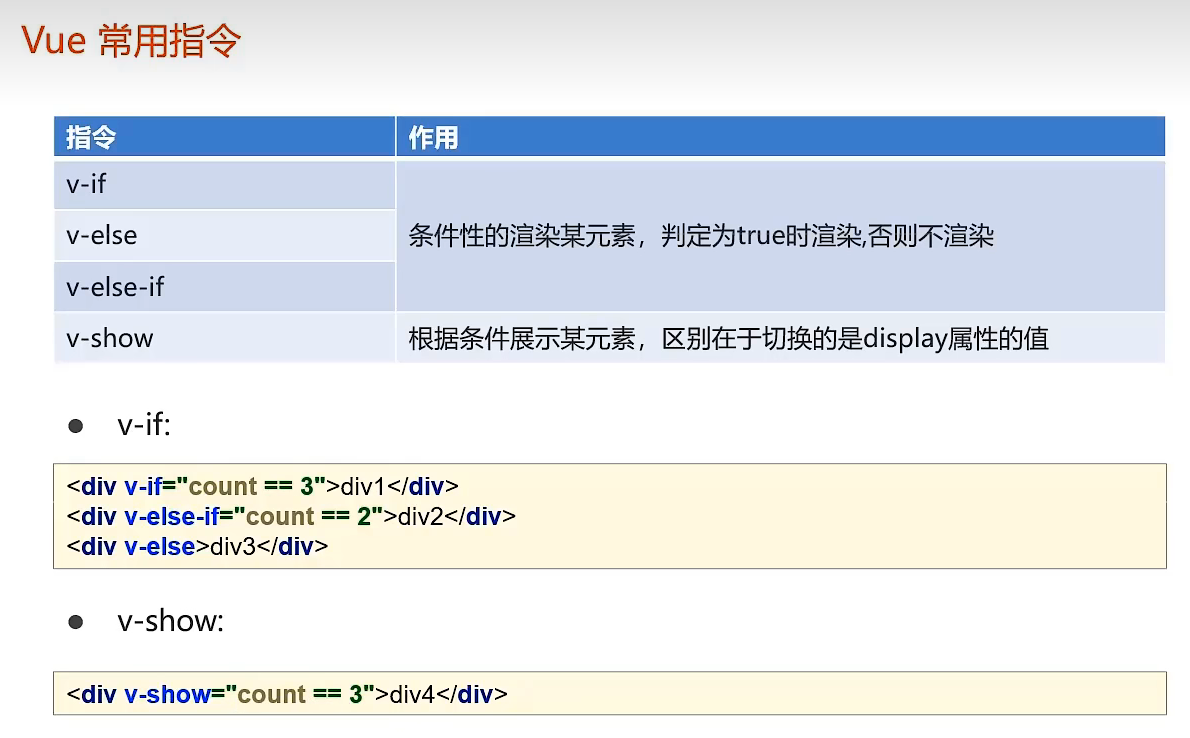 Vue 常用指令
指令 作用
v-if
v-else 条件性的渲染某元素，判定为true时渲染,否则不渲染
v-else-if
v-show 根据条件展示某元素，区别在于切换的是display属性的值
● v-if:
<div v-if="count == 3">div1</div>
<div v-else-if="count == 2">div2</div>
<div v-else>div3</div>
● v-show:
<div v-show="count == 3">div4</div>